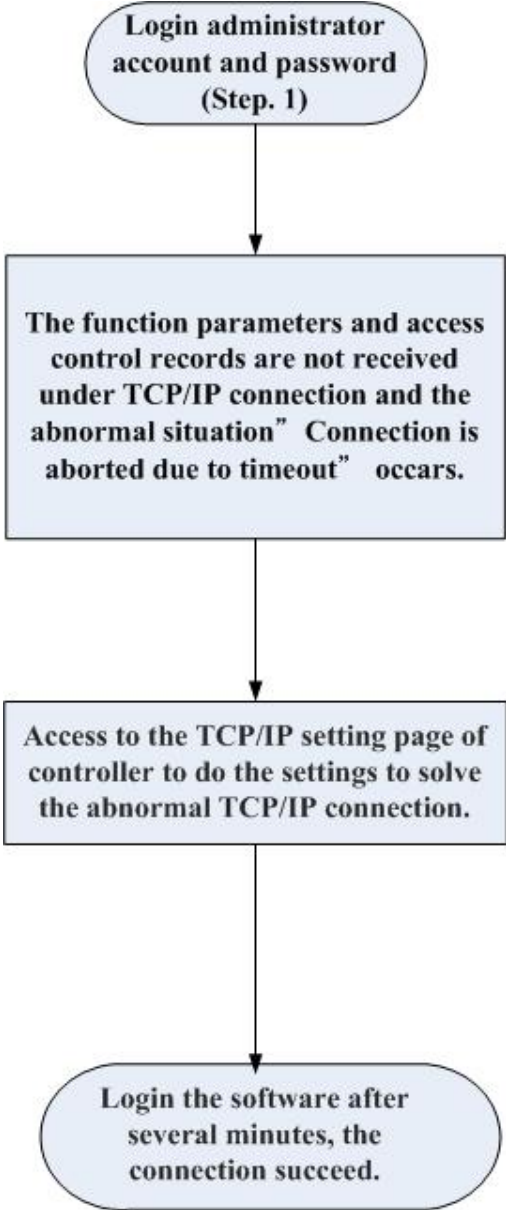 Login administrator
account and password
(Step. 1)
The function parameters and access
control records are not received
under TCP/IP connection and the
abnormal situation” Connection is
aborted due to timeout” occars.
Access to the TCP/IP setting page of
controller to do the settings to solve
the abnormal TCP/IP connection.
Login the software after
several minutes, the
connection succeed.